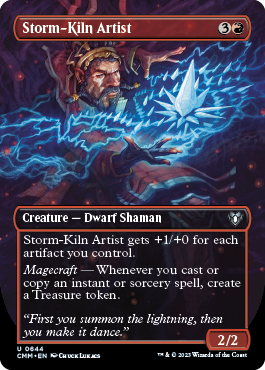 Storm-Kiln Artist 3
Creature — Dwarf Shaman
Storm-Kiln Artist gets +1/+0 for each
artifact you control.
Magecraft — Whenever you cast or
copy an instant or sorcery spell, create
a Treasure token.
"First you summon the lightning, then
you make it dance."
2/2
U 0644
CMM • EN Chuck Lukacs
™ & © 2023 Wizards of the Coast